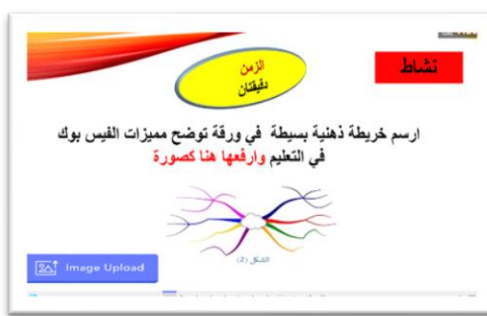 نشاط
الزمن
دقيقتان
ارسم خريطة ذهنية بسيطة في ورقة توضح مميزات الفيس بوك
في التعليم وارفعها هنا كصورة
الشكل (2)
Image Upload